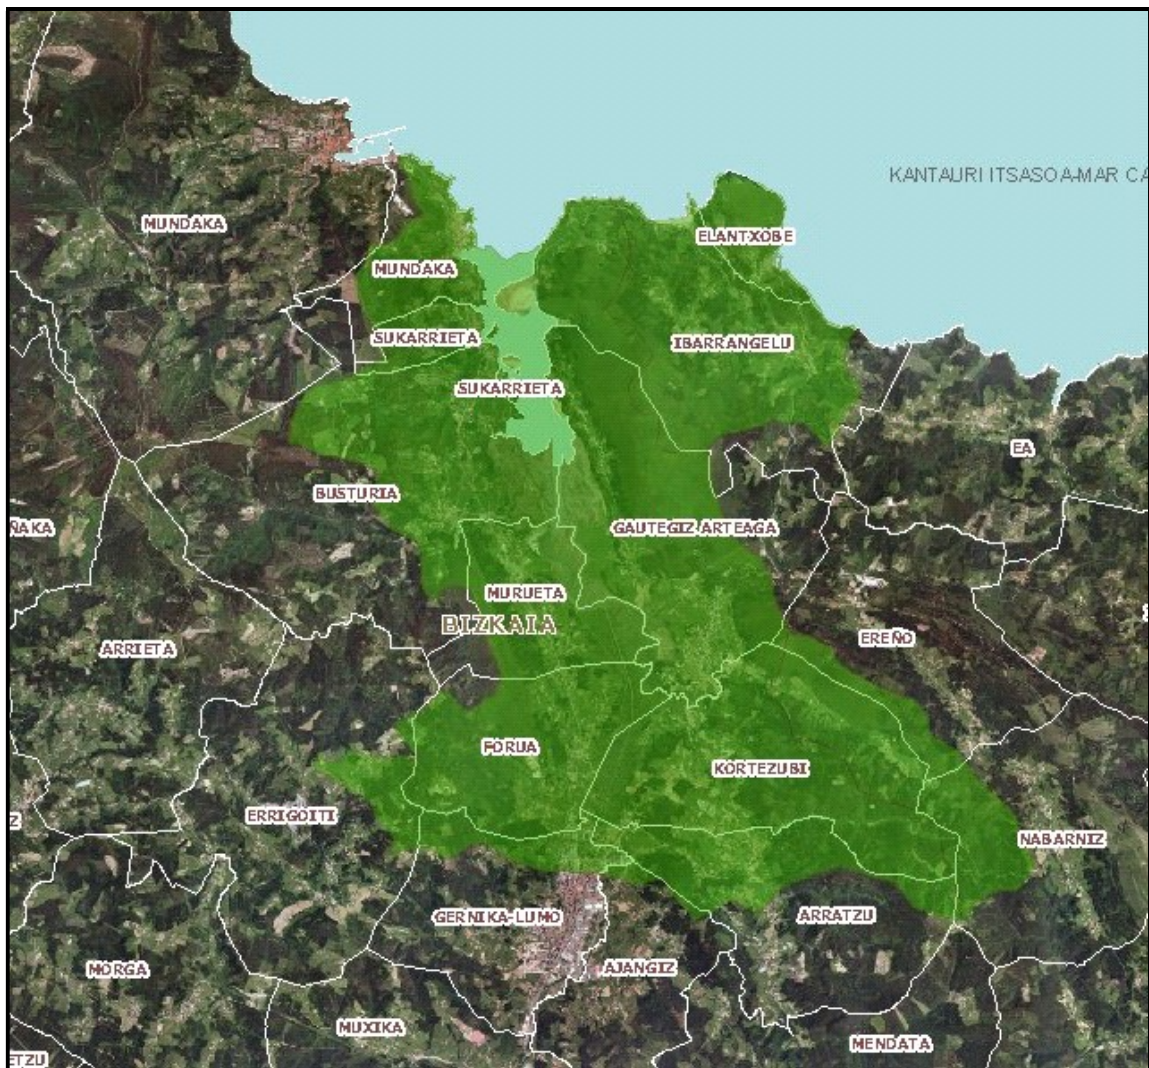 KANTAURI ITSASOA-MAR CA
MUNDAKA
ELANTXOBE
MUNDAKA
SUKARRIETA
IBARRANGELU
SUKARRIETA
EA
BUSTURIA
ÑAKA
GAUTEGIZ ARTEAGA
MURUETA
BIZKAIA
EREÑO
ARRIETA
FORUA
KORTEZUBI
ERRIGOITI
Z
NABARNIZ
GERNIKA-LUMO
ARRATZU
MORGA
AJANGIZ
MUXIKA
MENDATA
ETZU